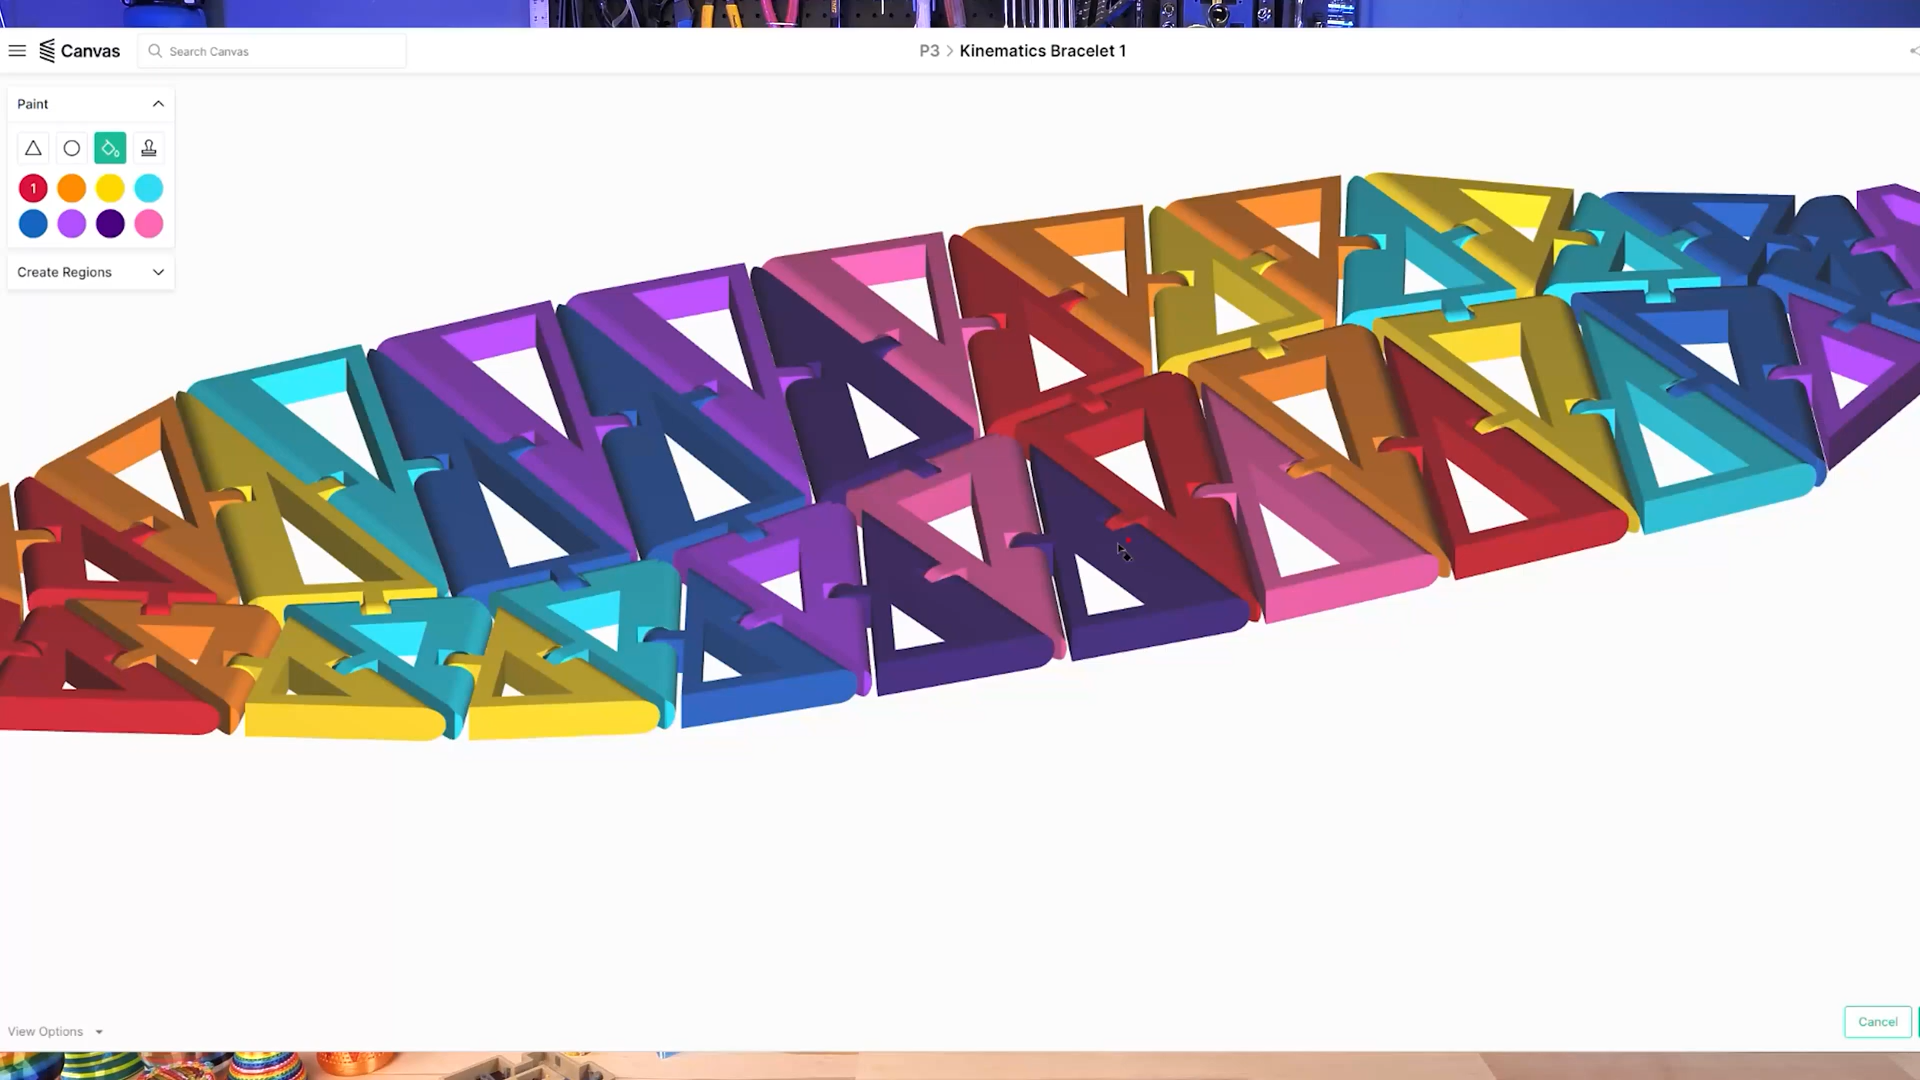 Canvas
Search Canvas
P3 > Kinematics Bracelet 1
Paint
1
Create Regions
View Options
Cancel